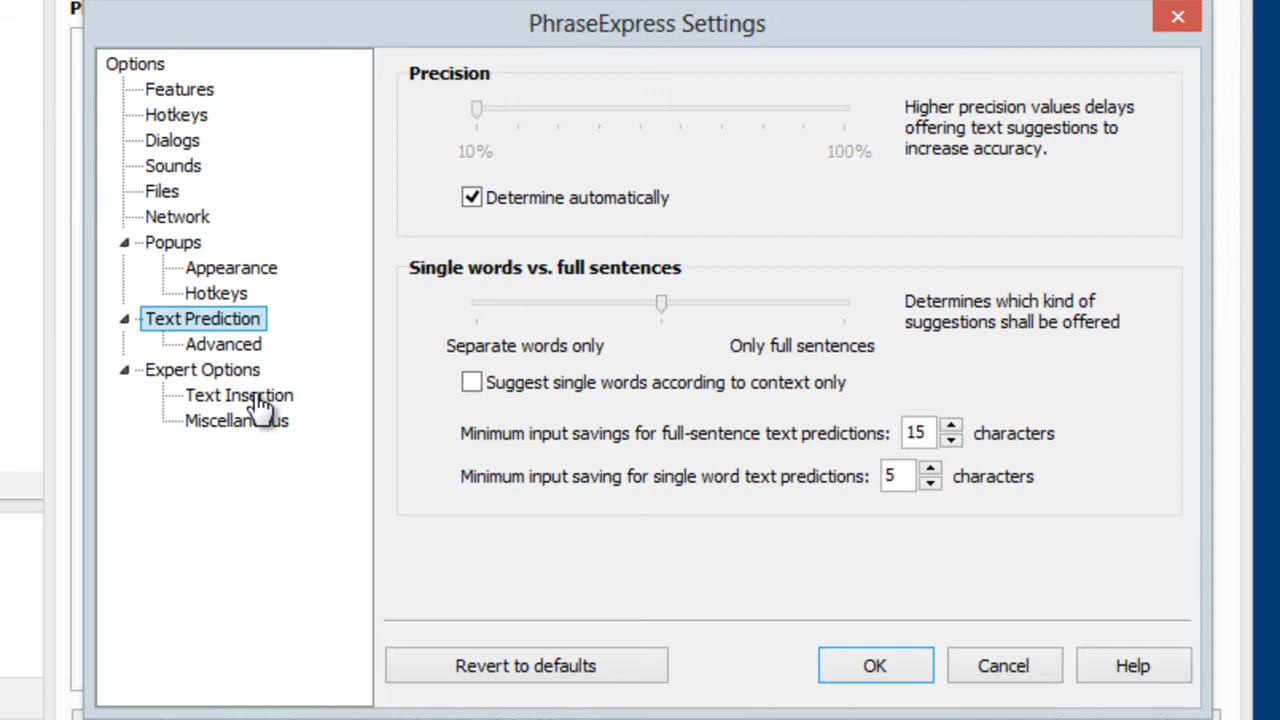 P
PhraseExpress Settings
Options
Features
Hotkeys
Dialogs
Sounds
Files
Network
Popups
Appearance
Hotkeys
Text Prediction
Advanced
Expert Options
Text Insertion
Miscellaneous
Precision
10%
100%
Higher precision values delays
offering text suggestions to
increase accuracy.
Determine automatically
Single words vs. full sentences
Separate words only
Only full sentences
Determines which kind of
suggestions shall be offered
Suggest single words according to context only
Minimum input savings for full-sentence text predictions: 15 characters
Minimum input saving for single word text predictions: 5 characters
Revert to defaults
OK
Cancel
Help